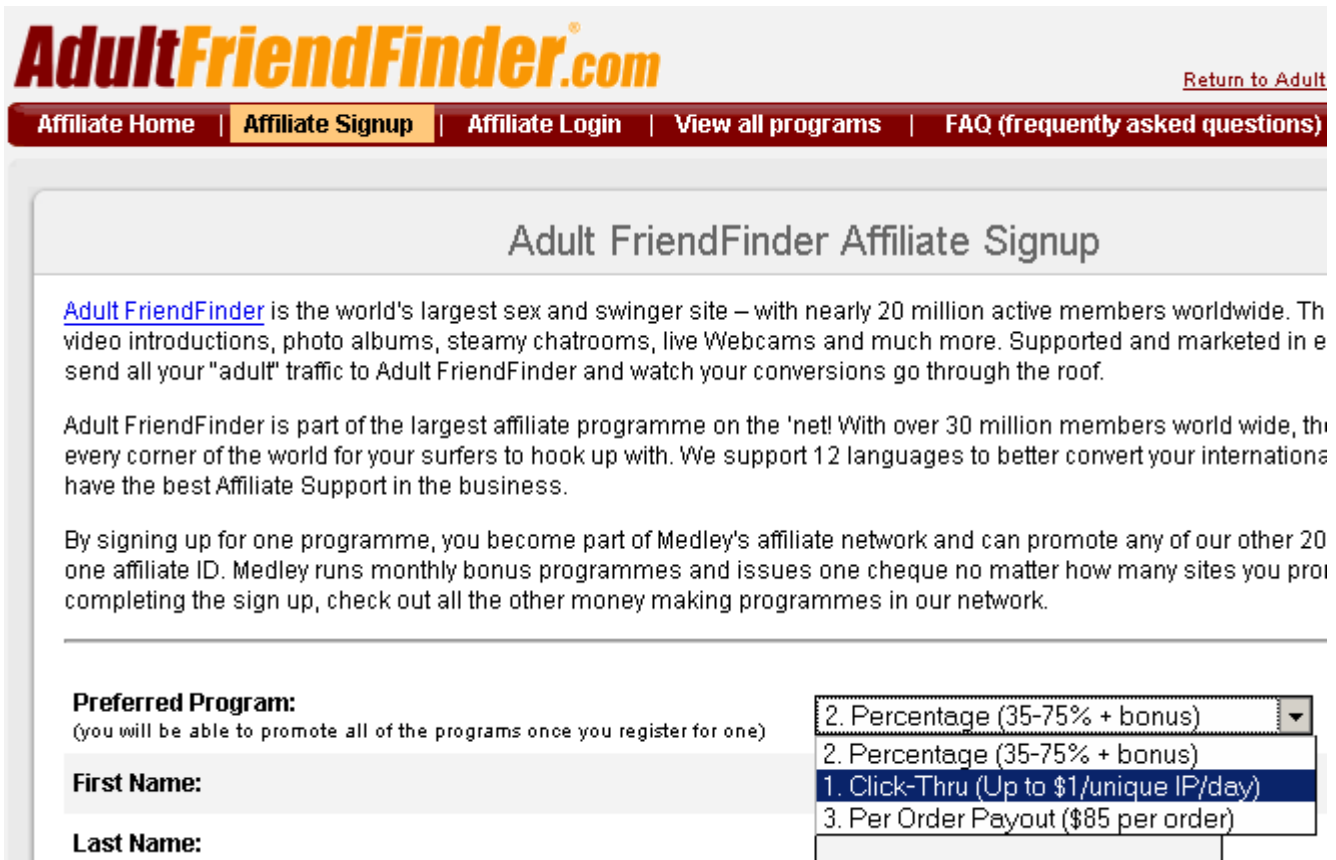 AdultFriendFinder®.com
Return to Adult
Affiliate Home | Affiliate Signup | Affiliate Login | View all programs | FAQ (frequently asked questions)
Adult FriendFinder Affiliate Signup
Adult FriendFinder is the world's largest sex and swinger site – with nearly 20 million active members worldwide. Th
video introductions, photo albums, steamy chatrooms, live Webcams and much more. Supported and marketed in e
send all your "adult" traffic to Adult FriendFinder and watch your conversions go through the roof.
Adult FriendFinder is part of the largest affiliate programme on the 'net! With over 30 million members world wide, the
every corner of the world for your surfers to hook up with. We support 12 languages to better convert your internationa
have the best Affiliate Support in the business.
By signing up for one programme, you become part of Medley's affiliate network and can promote any of our other 20
one affiliate ID. Medley runs monthly bonus programmes and issues one cheque no matter how many sites you pro
completing the sign up, check out all the other money making programmes in our network.
Preferred Program:
(you will be able to promote all of the programs once you register for one)
2. Percentage (35-75% + bonus)
2. Percentage (35-75% + bonus)
1. Click-Thru (Up to $1/unique IP/day)
3. Per Order Payout ($85 per order)
First Name:
Last Name: